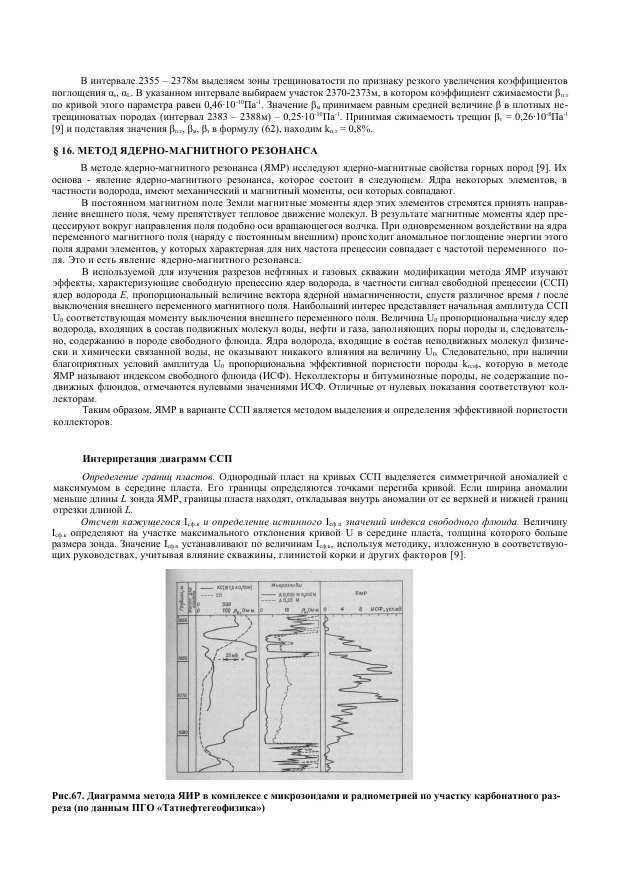 В интервале 2355 – 2378м выделяем зоны трещиноватости по признаку резкого увеличения коэффициентов
поглощения αₖ, α_L. В указанном интервале выбираем участок 2370-2373м, в котором коэффициент сжимаемости βп.т
по кривой этого параметра равен 0,46·10⁻¹⁰Па⁻¹. Значение βм принимаем равным средней величине β в плотных не-
трещиноватых породах (интервал 2383 – 2388м) – 0,25·10⁻¹⁰Па⁻¹. Принимая сжимаемость трещин βт = 0,26·10⁻⁸Па⁻¹
[9] и подставляя значения βп.т, βм, βт в формулу (62), находим kп.т = 0,8%.
§ 16. МЕТОД ЯДЕРНО-МАГНИТНОГО РЕЗОНАНСА
В методе ядерно-магнитного резонанса (ЯМР) исследуют ядерно-магнитные свойства горных пород [9]. Их
основа - явление ядерно-магнитного резонанса, которое состоит в следующем. Ядра некоторых элементов, в
частности водорода, имеют механический и магнитный моменты, оси которых совпадают.
В постоянном магнитном поле Земли магнитные моменты ядер этих элементов стремятся принять направ-
ление внешнего поля, чему препятствует тепловое движение молекул. В результате магнитные моменты ядер пре-
цессируют вокруг направления поля подобно оси вращающегося волчка. При одновременном воздействии на ядра
переменного магнитного поля (наряду с постоянным внешним) происходит аномальное поглощение энергии этого
поля ядрами элементов, у которых характерная для них частота прецессии совпадает с частотой переменного по-
ля. Это и есть явление ядерно-магнитного резонанса.
В используемой для изучения разрезов нефтяных и газовых скважин модификации метода ЯМР изучают
эффекты, характеризующие свободную прецессию ядер водорода, в частности сигнал свободной прецессии (ССП)
ядер водорода E, пропорциональный величине вектора ядерной намагниченности, спустя различное время t после
выключения внешнего переменного магнитного поля. Наибольший интерес представляет начальная амплитуда ССП
U₀ соответствующая моменту выключения внешнего переменного поля. Величина U₀ пропорциональна числу ядер
водорода, входящих в состав подвижных молекул воды, нефти и газа, заполняющих поры породы и, следователь-
но, содержанию в породе свободного флюида. Ядра водорода, входящие в состав неподвижных молекул физиче-
ски и химически связанной воды, не оказывают никакого влияния на величину U₀. Следовательно, при наличии
благоприятных условий амплитуда U₀ пропорциональна эффективной пористости породы kп.эф, которую в методе
ЯМР называют индексом свободного флюида (ИСФ). Неколлекторы и битуминозные породы, не содержащие по-
движных флюидов, отмечаются нулевыми значениями ИСФ. Отличные от нулевых показания соответствуют кол-
лекторам.
Таким образом, ЯМР в варианте ССП является методом выделения и определения эффективной пористости
коллекторов.
Интерпретация диаграмм ССП
Определение границ пластов. Однородный пласт на кривых ССП выделяется симметричной аномалией с
максимумом в середине пласта. Его границы определяются точками перегиба кривой. Если ширина аномалии
меньше длины L зонда ЯМР, границы пласта находят, откладывая внутрь аномалии от ее верхней и нижней границ
отрезки длиной L.
Отсчет кажущегося Iсф.к и определение истинного Iсф.п значений индекса свободного флюида. Величину
Iсф.к определяют на участке максимального отклонения кривой U в середине пласта, толщина которого больше
размера зонда. Значение Iсф.п устанавливают по величинам Iсф.к, используя методику, изложенную в соответствую-
щих руководствах, учитывая влияние скважины, глинистой корки и других факторов [9].
Глубина, м
Микрозонды
ЯМР
0 4 8 ИСФ, усл.ед
25 мВ
Рис.67. Диаграмма метода ЯИР в комплексе с микрозондами и радиометрией по участку карбонатного раз-
реза (по данным ПГО «Татнефтегеофизика»)